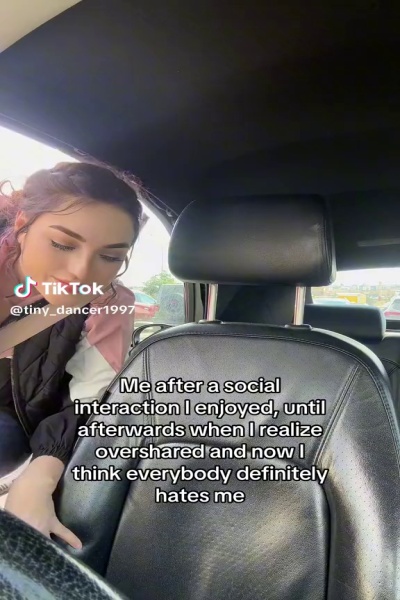 TikTok
@tiny_dancer1997
Me after a social
interaction I enjoyed, until
afterwards when I realize
overshared and now I
think everybody definitely
hates me